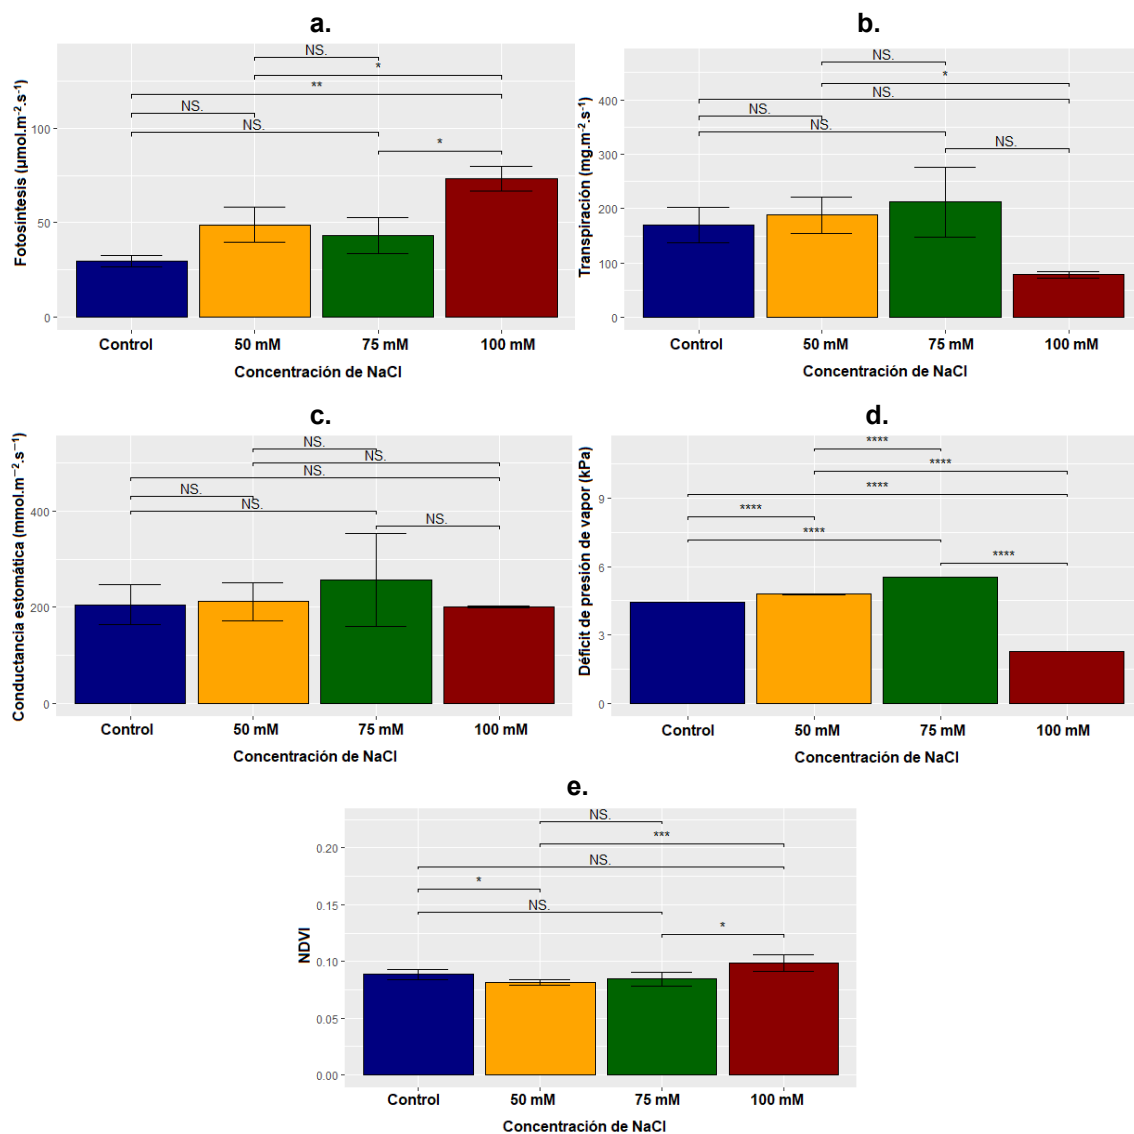 a.
NS.
*
**
NS.
NS.
*
100
50
0
Fotosíntesis (µmol.m⁻².s⁻¹)
Control 50 mM 75 mM 100 mM
Concentración de NaCl
b.
NS.
*
NS.
NS.
NS.
NS.
400
300
200
100
0
Transpiración (mg.m⁻².s⁻¹)
Control 50 mM 75 mM 100 mM
Concentración de NaCl
c.
NS.
NS.
NS.
NS.
NS.
NS.
400
200
0
Conductancia estomática (mmol.m⁻².s⁻¹)
Control 50 mM 75 mM 100 mM
Concentración de NaCl
d.
****
****
****
****
****
****
9
6
3
0
Déficit de presión de vapor (kPa)
Control 50 mM 75 mM 100 mM
Concentración de NaCl
e.
NS.
***
NS.
*
NS.
*
0.20
0.15
0.10
0.05
0.00
NDVI
Control 50 mM 75 mM 100 mM
Concentración de NaCl